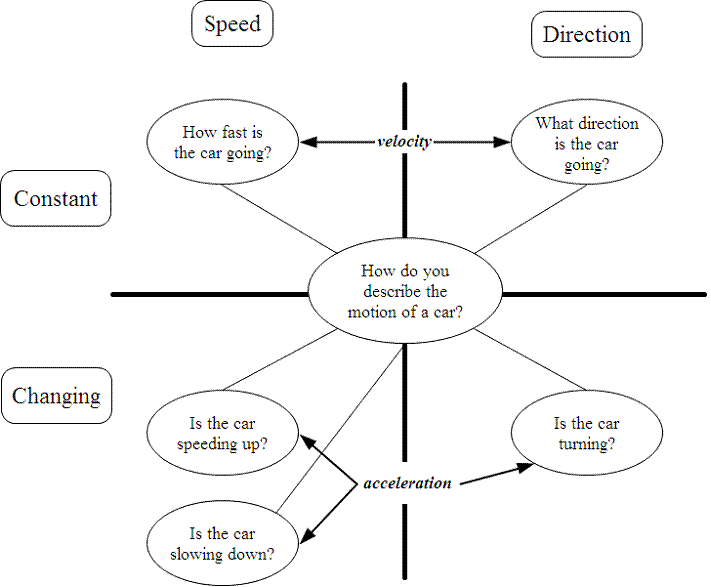 Speed
Direction
How fast is
the car going?
velocity
What direction
is the car
going?
Constant
How do you
describe the
motion of a car?
Changing
Is the car
speeding up?
Is the car
turning?
acceleration
Is the car
slowing down?